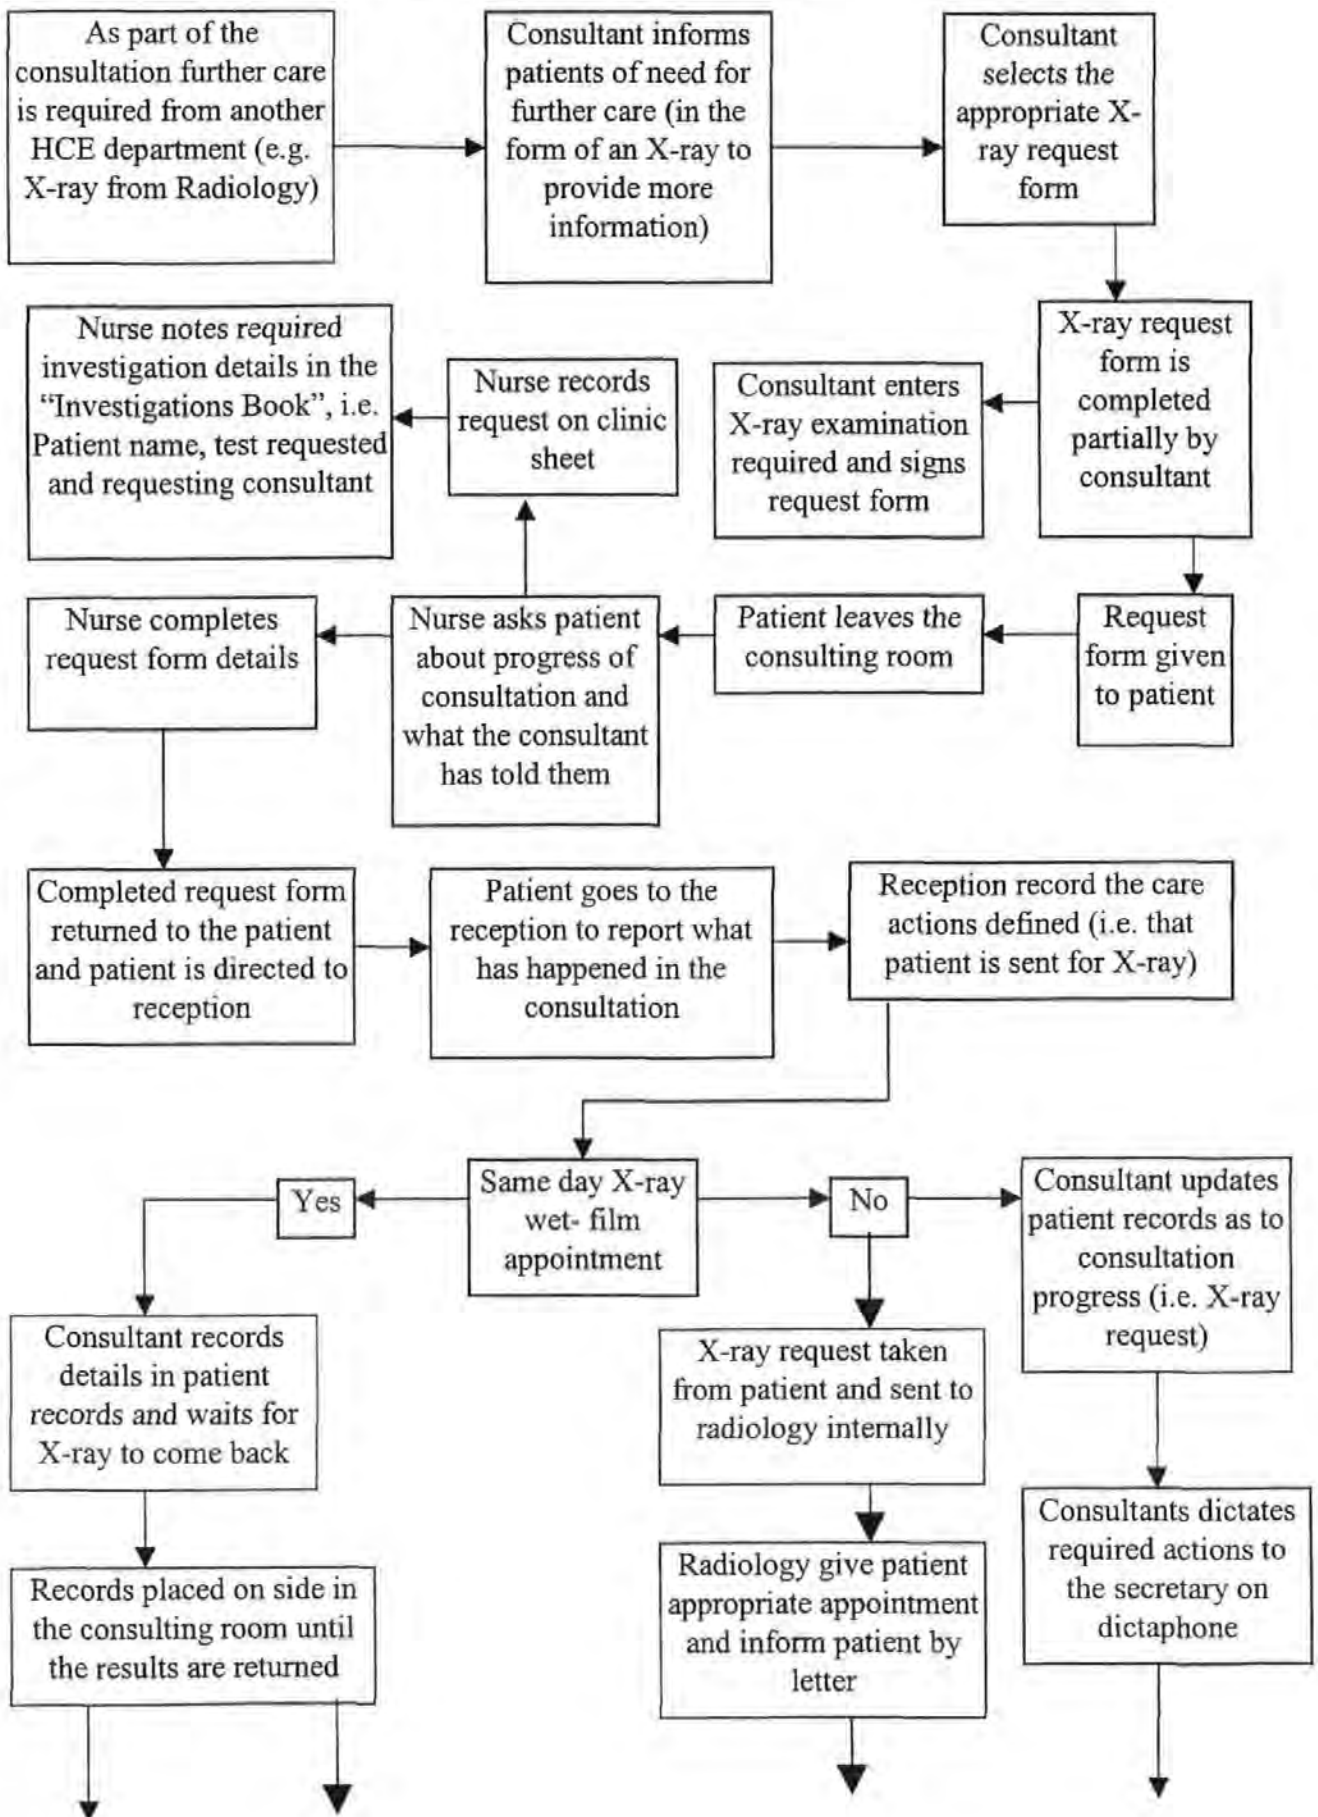 As part of the
consultation further care
is required from another
HCE department (e.g.
X-ray from Radiology)
Consultant informs
patients of need for
further care (in the
form of an X-ray to
provide more
information)
Consultant
selects the
appropriate X-
ray request
form
X-ray request
form is
completed
partially by
consultant
Consultant enters
X-ray examination
required and signs
request form
Request
form given
to patient
Patient leaves the
consulting room
Nurse asks patient
about progress of
consultation and
what the consultant
has told them
Nurse records
request on clinic
sheet
Nurse notes required
investigation details in the
“Investigations Book”, i.e.
Patient name, test requested
and requesting consultant
Nurse completes
request form details
Completed request form
returned to the patient
and patient is directed to
reception
Patient goes to the
reception to report what
has happened in the
consultation
Reception record the care
actions defined (i.e. that
patient is sent for X-ray)
Same day X-ray
wet- film
appointment
Yes
No
Consultant records
details in patient
records and waits for
X-ray to come back
Records placed on side in
the consulting room until
the results are returned
X-ray request taken
from patient and sent to
radiology internally
Radiology give patient
appropriate appointment
and inform patient by
letter
Consultant updates
patient records as to
consultation
progress (i.e. X-ray
request)
Consultants dictates
required actions to
the secretary on
dictaphone